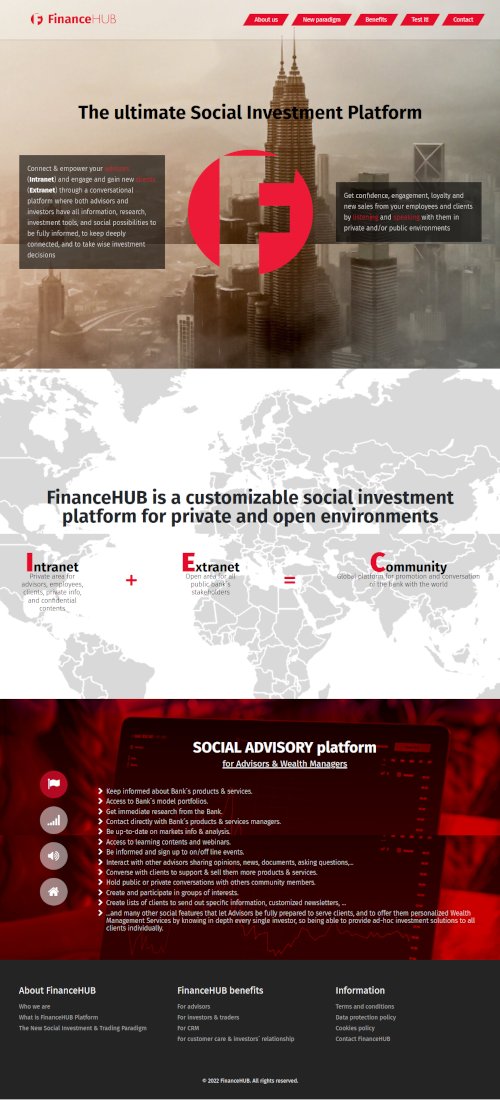 FinanceHUB
About us
New paradigm
Benefits
Test it!
Contact
The ultimate Social Investment Platform
Connect & empower your advisors
(Intranet) and engage and gain new clients
(Extranet) through a conversational
platform where both advisors and
investors have all information, research,
investment tools, and social possibilities to
be fully informed, to keep deeply
connected, and to take wise investment
decisions
Get confidence, engagement, loyalty and
new sales from your employees and clients
by listening and speaking with them in
private and/or public environments
FinanceHUB is a customizable social investment
platform for private and open environments
Intranet
Private area for
advisors, employees,
clients, private info,
and confidential
contents
+
Extranet
Open area for all
public bank´s
stakeholders
=
Community
Global platform for promotion and conversation
of the bank with the world
SOCIAL ADVISORY platform
for Advisors & Wealth Managers
Keep informed about Bank´s products & services.
Access to Bank´s model portfolios.
Get immediate research from the Bank.
Contact directly with Bank´s products & services managers.
Be up-to-date on markets info & analysis.
Access to learning contents and webinars.
Be informed and sign up to on/off line events.
Interact with other advisors sharing opinions, news, documents, asking questions,...
Converse with clients to support & sell them more products & services.
Hold public or private conversations with others community members.
Create and participate in groups of interests.
Create lists of clients to send out specific information, customized newsletters, ...
...and many other social features that let Advisors be fully prepared to serve clients, and to offer them personalized Wealth
Management Services by knowing in depth every single investor, so being able to provide ad-hoc investment solutions to all
clients individually.
About FinanceHUB
Who we are
What is FinanceHUB Platform
The New Social Investment & Trading Paradigm
FinanceHUB benefits
For advisors
For investors & traders
For CRM
For customer care & investors´ relationship
Information
Terms and conditions
Data protection policy
Cookies policy
Contact FinanceHUB
© 2022 FinanceHUB. All rights reserved.